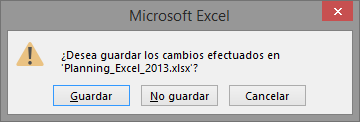 Microsoft Excel
¿Desea guardar los cambios efectuados en
'Planning_Excel_2013.xlsx'?
Guardar
No guardar
Cancelar